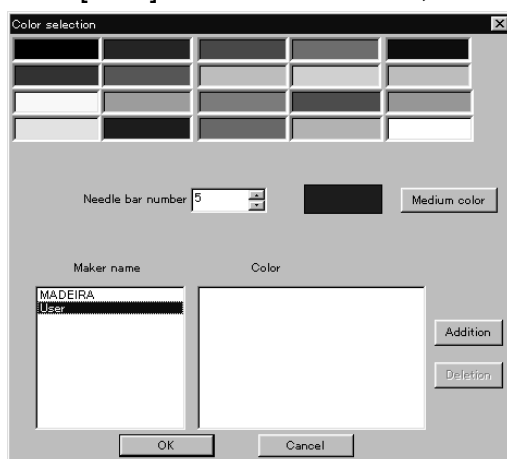 Color selection
Needle bar number 5
Medium color
Maker name
Color
MADEIRA
User
Addition
Deletion
OK
Cancel